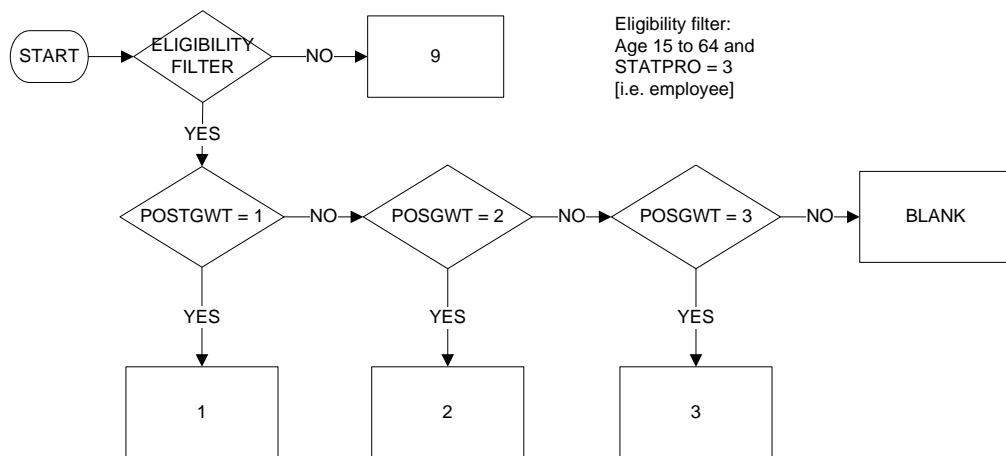 START
ELIGIBILITY
FILTER
NO
9
Eligibility filter:
Age 15 to 64 and
STATPRO = 3
[i.e. employee]
YES
POSTGWT = 1
NO
POSGWT = 2
NO
POSGWT = 3
NO
BLANK
YES
YES
YES
1
2
3